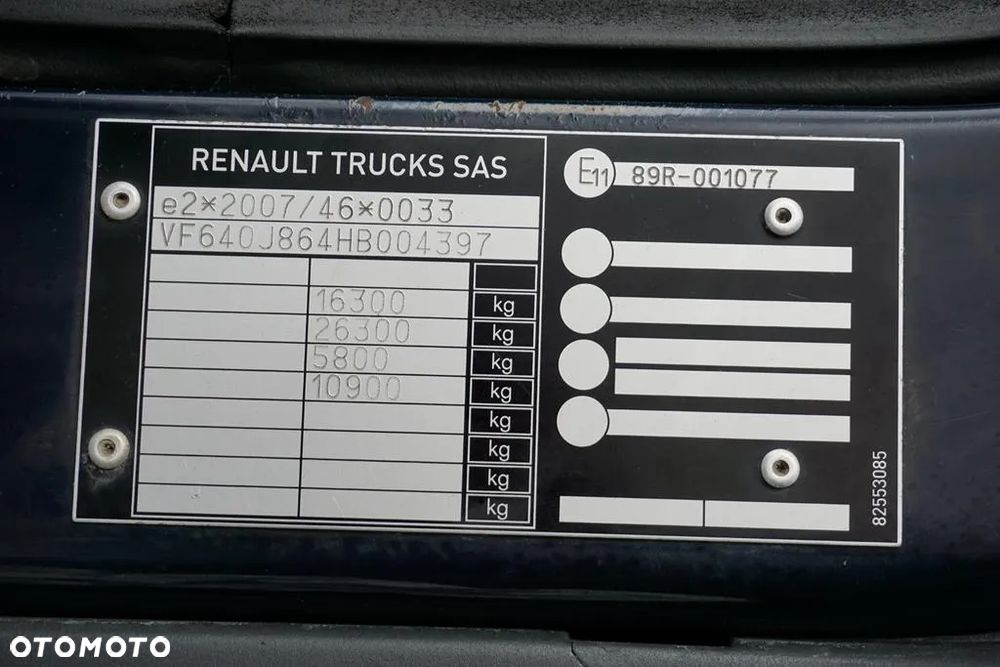 RENAULT TRUCKS SAS
e2*2007/46*0033
VF640J864HB004397
16300 kg
26300 kg
5800 kg
10900 kg
kg
kg
kg
kg
E11 89R-001077
82553085
OTOMOTO